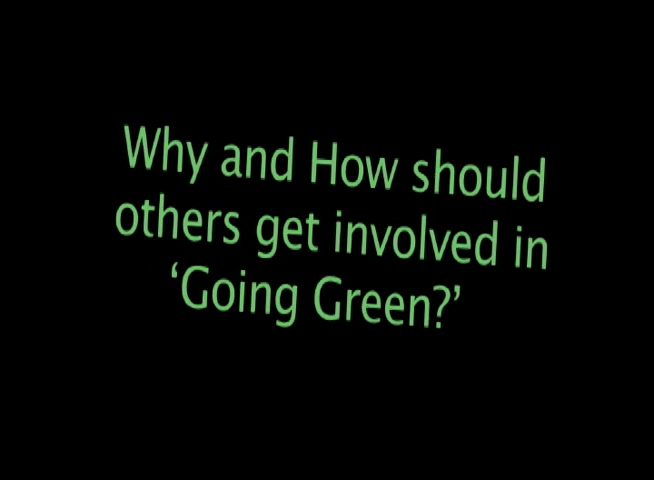 Why and How should
others get involved in
‘Going Green?’